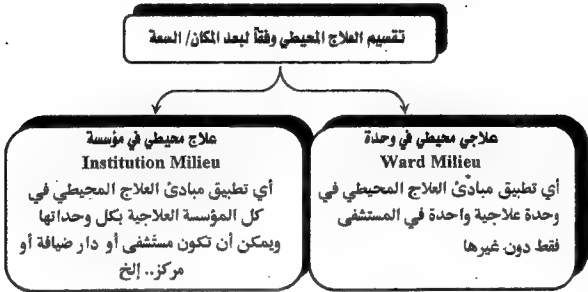 تقسيم العلاج المحيطي وفقاً لبعد المكان/ السعة
علاجي محيطي في وحدة
Ward Milieu
أي تطبيق مبادئ العلاج المحيطي في
وحدة علاجية واحدة في المستشفى
فقط دون غيرها
علاج محيطي في مؤسسة
Institution Milieu
أي تطبيق مبادئ العلاج المحيطي في
كل المؤسسة العلاجية بكل وحداتها
ويمكن أن تكون مستشفى أو دار ضيافة أو
مركز.. إلخ